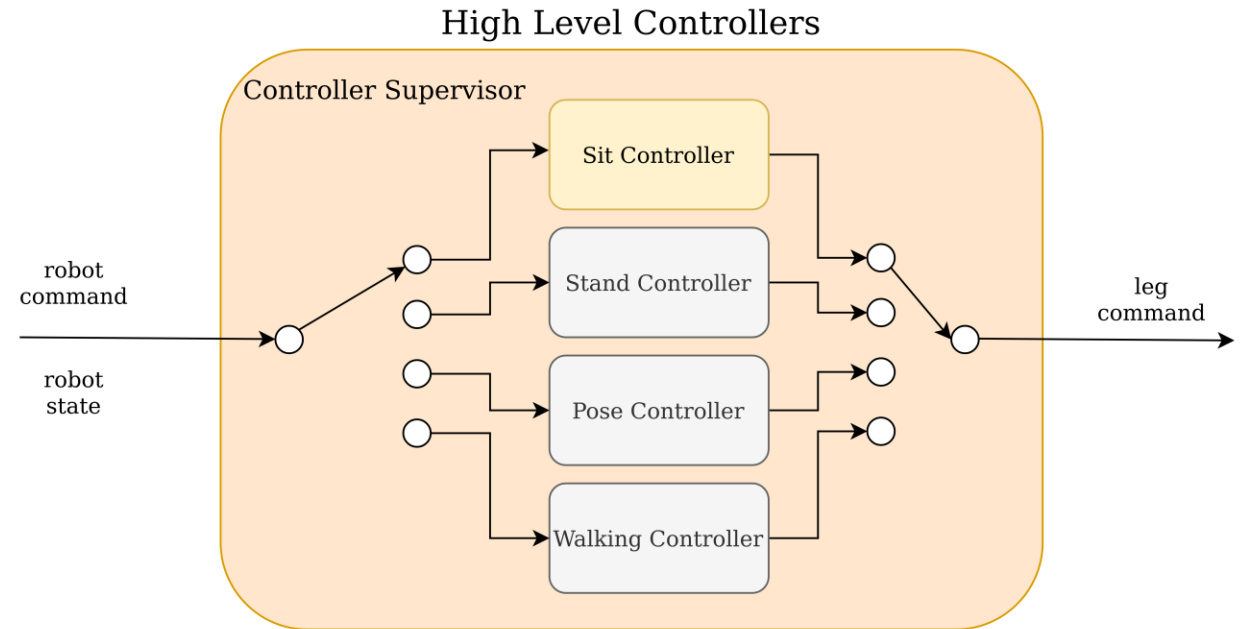 High Level Controllers
Controller Supervisor
Sit Controller
Stand Controller
Pose Controller
Walking Controller
robot
command
robot
state
leg
command